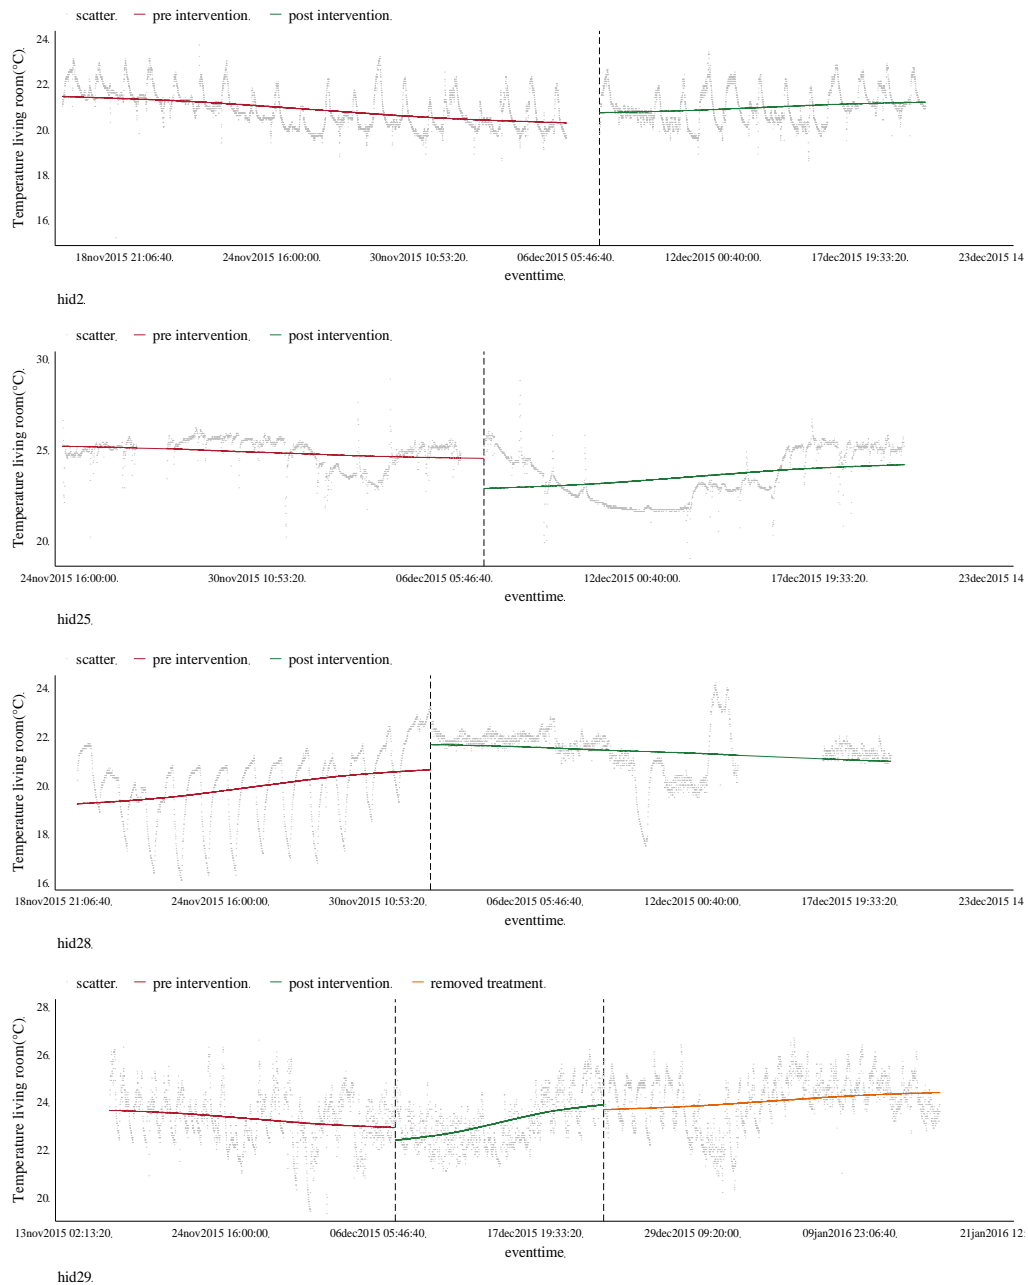 scatter. pre intervention. post intervention.
Temperature living room(°C).
24.
22.
20.
18.
16.
18nov2015 21:06:40. 24nov2015 16:00:00. 30nov2015 10:53:20. 06dec2015 05:46:40. 12dec2015 00:40:00. 17dec2015 19:33:20. 23dec2015 14
eventtime.
hid2.
scatter. pre intervention. post intervention.
Temperature living room(°C).
30.
25.
20.
24nov2015 16:00:00. 30nov2015 10:53:20. 06dec2015 05:46:40. 12dec2015 00:40:00. 17dec2015 19:33:20. 23dec2015 14
eventtime.
hid25.
scatter. pre intervention. post intervention.
Temperature living room(°C).
24.
22.
20.
18.
16.
18nov2015 21:06:40. 24nov2015 16:00:00. 30nov2015 10:53:20. 06dec2015 05:46:40. 12dec2015 00:40:00. 17dec2015 19:33:20. 23dec2015 14
eventtime.
hid28.
scatter. pre intervention. post intervention. removed treatment.
Temperature living room(°C).
28.
26.
24.
22.
20.
13nov2015 02:13:20. 24nov2015 16:00:00. 06dec2015 05:46:40. 17dec2015 19:33:20. 29dec2015 09:20:00. 09jan2016 23:06:40. 21jan2016 12:
eventtime.
hid29.